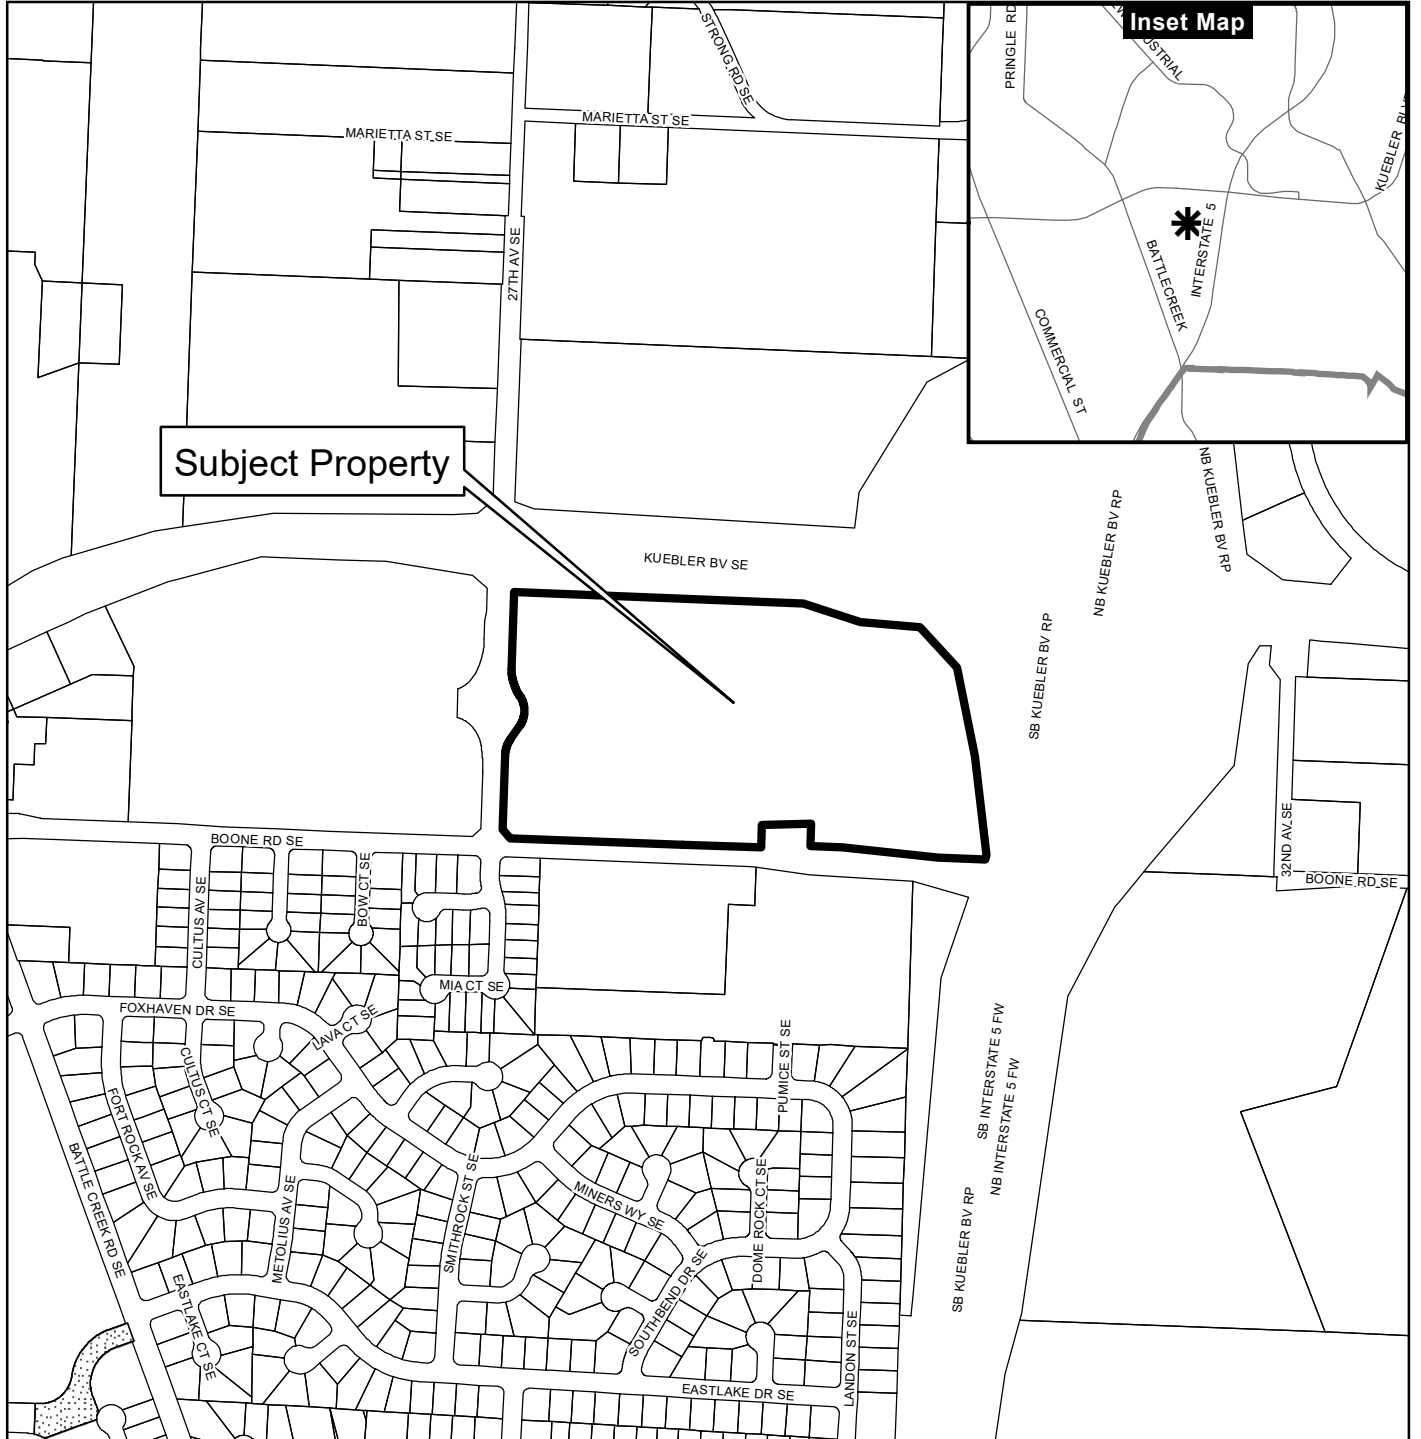 Inset Map
PRINGLE RD
USTRIAL
KUEBLER
BATTLECREEK
INTERSTATE 5
COMMERCIAL ST
STRONG RD SE
MARIETTA ST SE
MARIETTA ST SE
27TH AV SE
Subject Property
KUEBLER BV SE
NB KUEBLER BV RP
NB KUEBLER BV RP
SB KUEBLER BV RP
32ND AV SE
BOONE RD SE
BOONE RD SE
CULTUS AV SE
BOW CT SE
MIA CT SE
FOXHAVEN DR SE
LAVA CT SE
CULTUS CT SE
FORT ROCK AV SE
BATTLE CREEK RD SE
METOLIUS AV SE
SMITHROCK ST SE
MINERS WY SE
PUMICE ST SE
DOME ROCK CT SE
SOUTHBEND DR SE
EASTLAKE CT SE
EASTLAKE DR SE
LANDON ST SE
SB INTERSTATE 5 FW
NB INTERSTATE 5 FW
SB KUEBLER BV RP